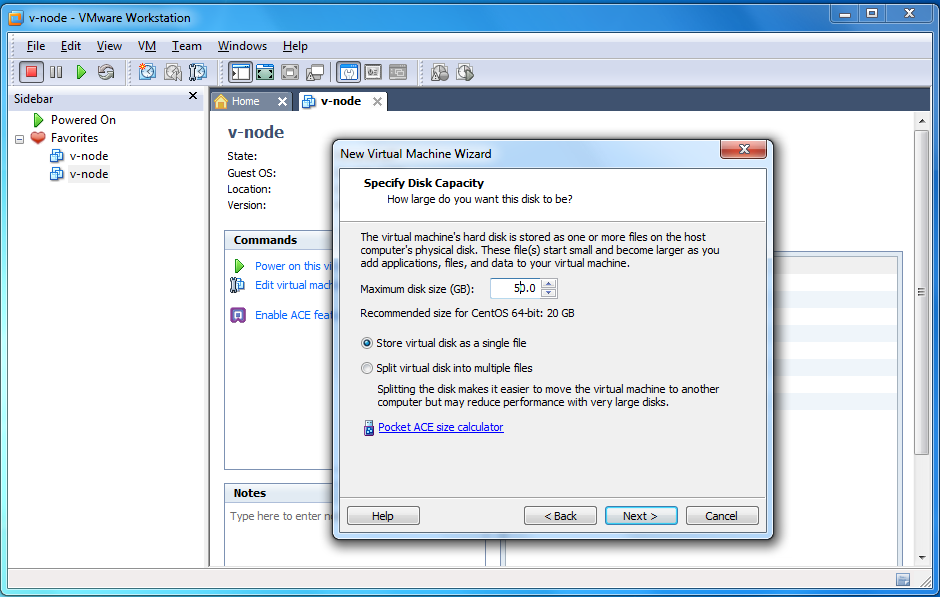 v-node - VMware Workstation
File Edit View VM Team Windows Help
Sidebar
Powered On
Favorites
v-node
v-node
Home
v-node
v-node
State:
Guest OS:
Location:
Version:
Commands
Power on this vi
Edit virtual mach
Enable ACE feat
Notes
Type here to enter n
New Virtual Machine Wizard
Specify Disk Capacity
How large do you want this disk to be?
The virtual machine's hard disk is stored as one or more files on the host
computer's physical disk. These file(s) start small and become larger as you
add applications, files, and data to your virtual machine.
Maximum disk size (GB): 50.0
Recommended size for CentOS 64-bit: 20 GB
Store virtual disk as a single file
Split virtual disk into multiple files
Splitting the disk makes it easier to move the virtual machine to another
computer but may reduce performance with very large disks.
Pocket ACE size calculator
Help < Back Next > Cancel